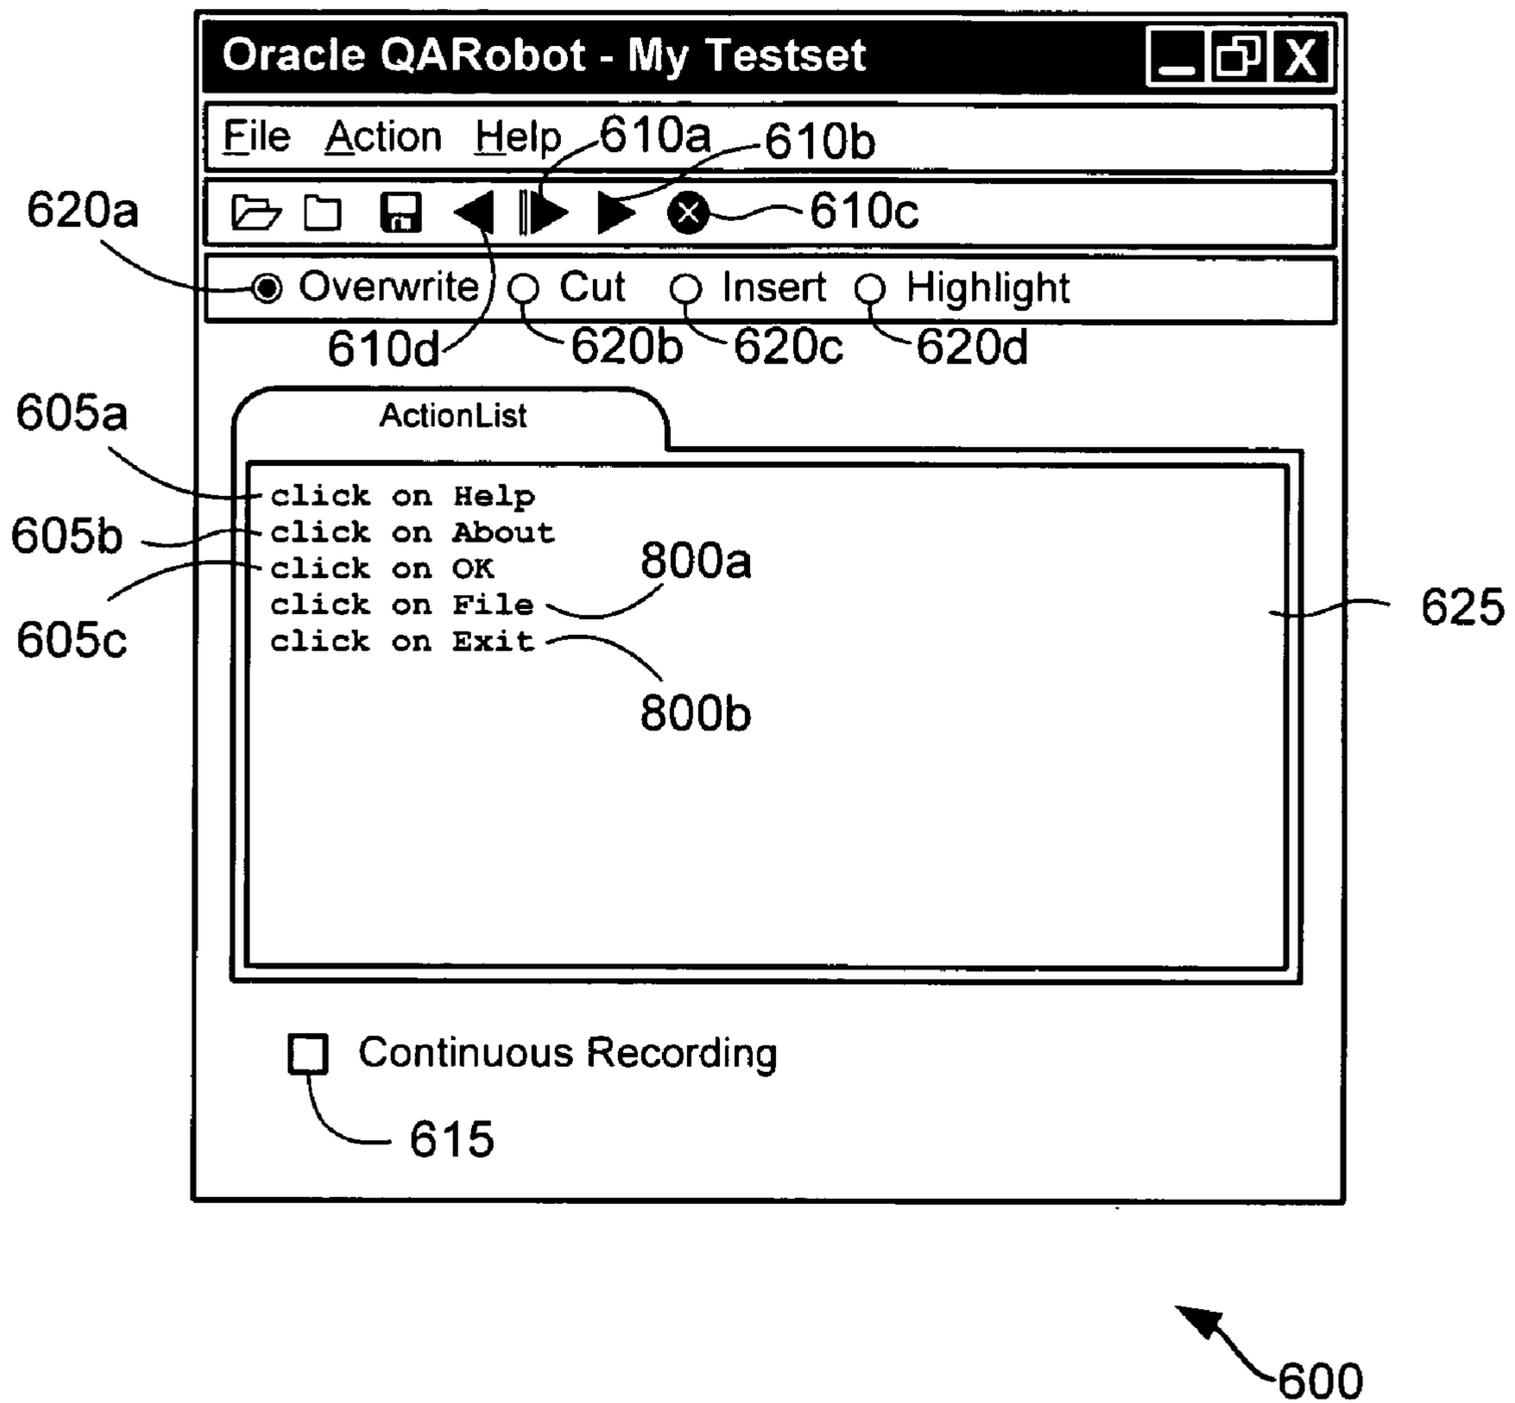 Oracle QARobot - My Testset
File Action Help 610a 610b
620a 610c
Overwrite Cut Insert Highlight
610d 620b 620c 620d
605a
ActionList
click on Help
605b click on About
click on OK 800a
click on File 625
605c click on Exit
800b
Continuous Recording
615
600